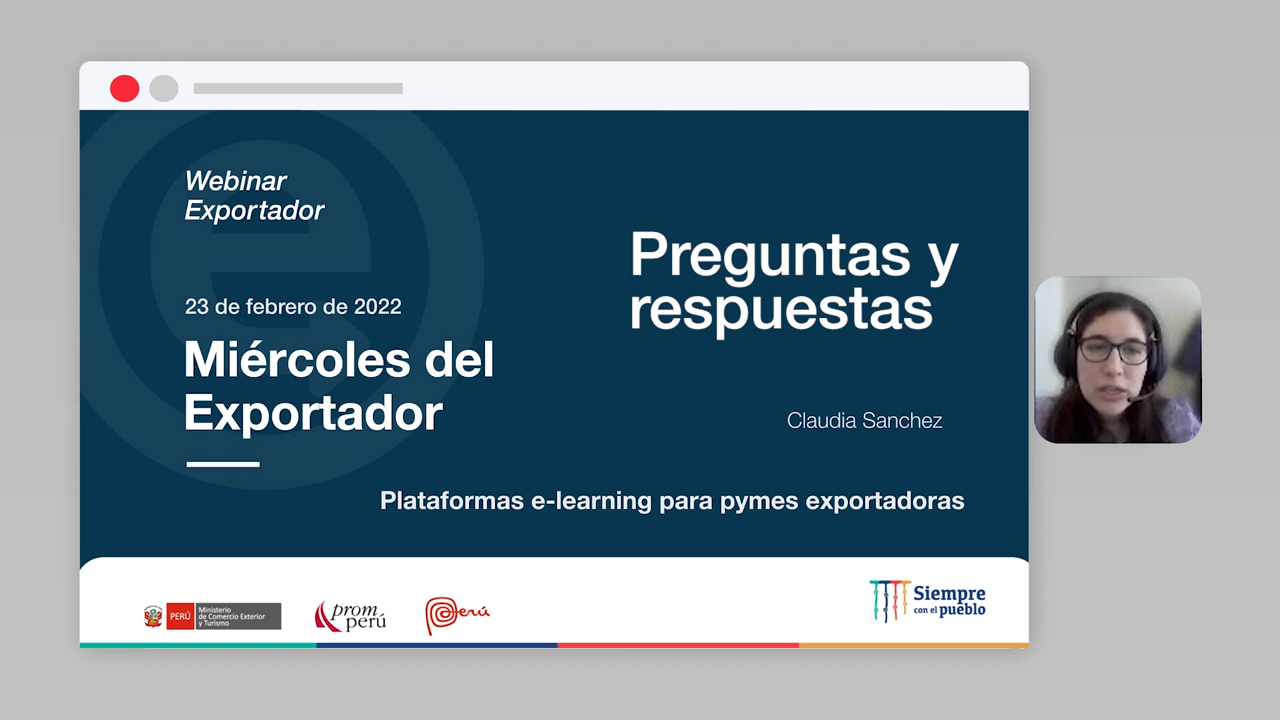 Webinar
Exportador
23 de febrero de 2022
Miércoles del
Exportador
Preguntas y
respuestas
Claudia Sanchez
Plataformas e-learning para pymes exportadoras
PERÚ
Ministerio
de Comercio Exterior
y Turismo
prom
perú
Perú
Siempre
con el pueblo